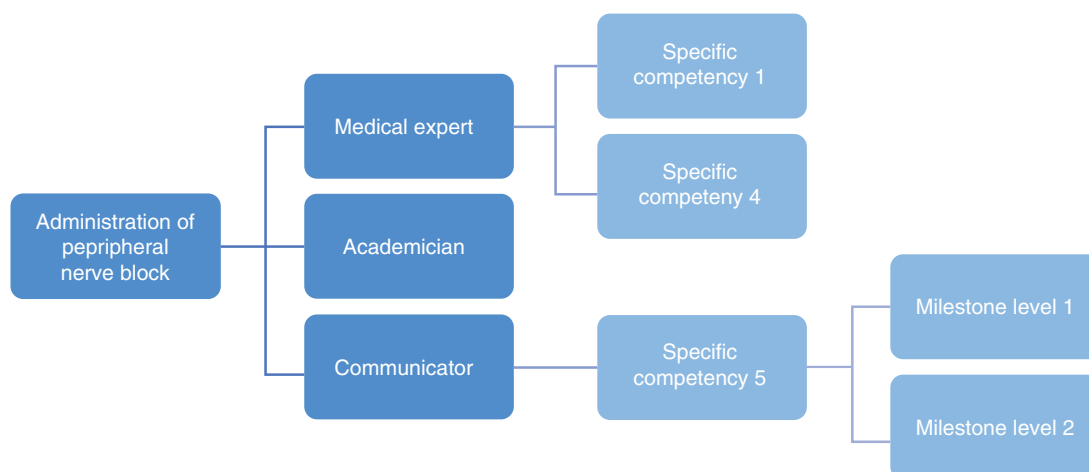 Administration of
pepripheral
nerve block
Medical expert
Academician
Communicator
Specific
competency 1
Specific
competeny 4
Specific
competency 5
Milestone level 1
Milestone level 2